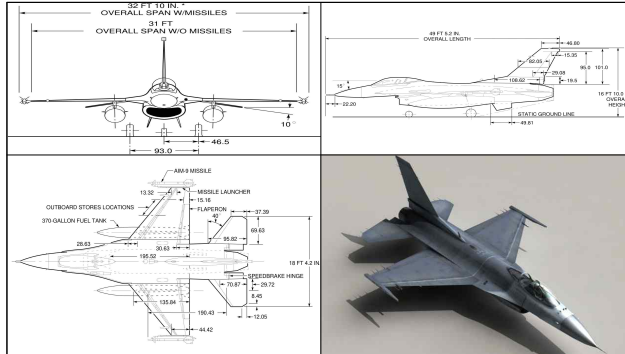 32 FT 10 IN. *
OVERALL SPAN W/MISSILES
31 FT
OVERALL SPAN W/O MISSILES
10°
46.5
93.0
49 FT 5.2 IN.
OVERALL LENGTH
46.80
15.35
82.05
95.0
101.0
29.08
108.62
19.5
15°
22.20
16 FT 10.0
OVERA
HEIGH
STATIC GROUND LINE
49.81
AIM-9 MISSILE
13.32
MISSILE LAUNCHER
15.16
OUTBOARD STORES LOCATIONS
FLAPERON
40
37.39
370-GALLON FUEL TANK
69.63
28.63
30.63
95.82
195.52
18 FT 4.2 IN.
SPEEDBRAKE HINGE
70.87
29.72
135.84
8.45
190.43
12.05
44.42